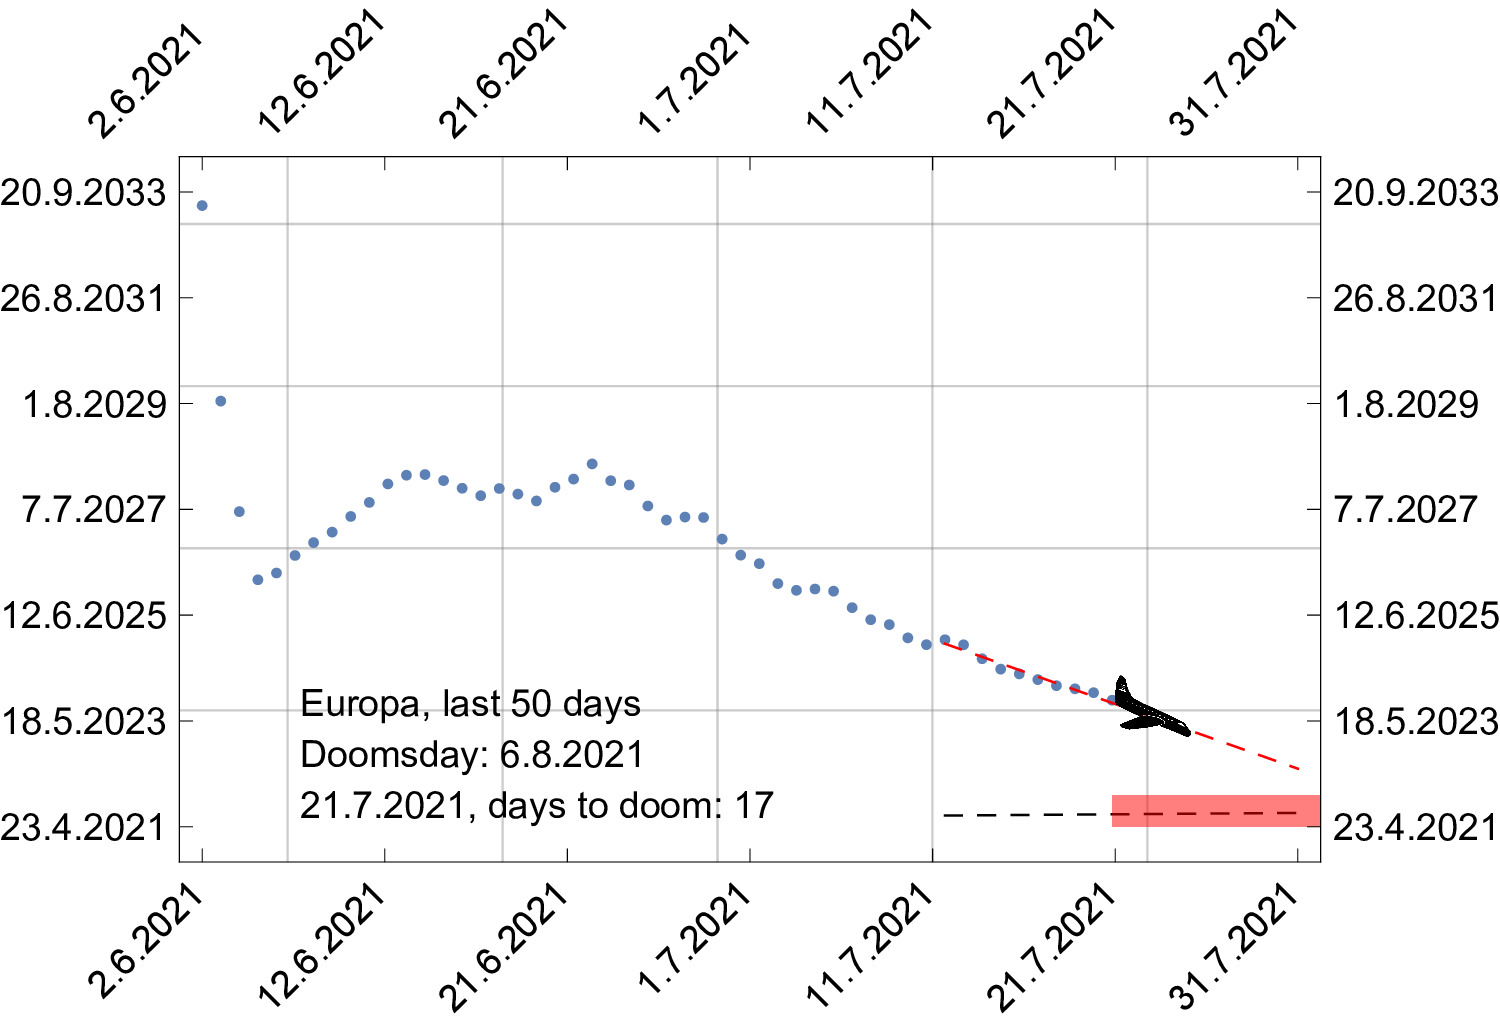 2.6.2021 12.6.2021 21.6.2021 1.7.2021 11.7.2021 21.7.2021 31.7.2021
20.9.2033 20.9.2033
26.8.2031 26.8.2031
1.8.2029 1.8.2029
7.7.2027 7.7.2027
12.6.2025 12.6.2025
Europa, last 50 days
18.5.2023 18.5.2023
Doomsday: 6.8.2021
21.7.2021, days to doom: 17
23.4.2021 23.4.2021
2.6.2021 12.6.2021 21.6.2021 1.7.2021 11.7.2021 21.7.2021 31.7.2021